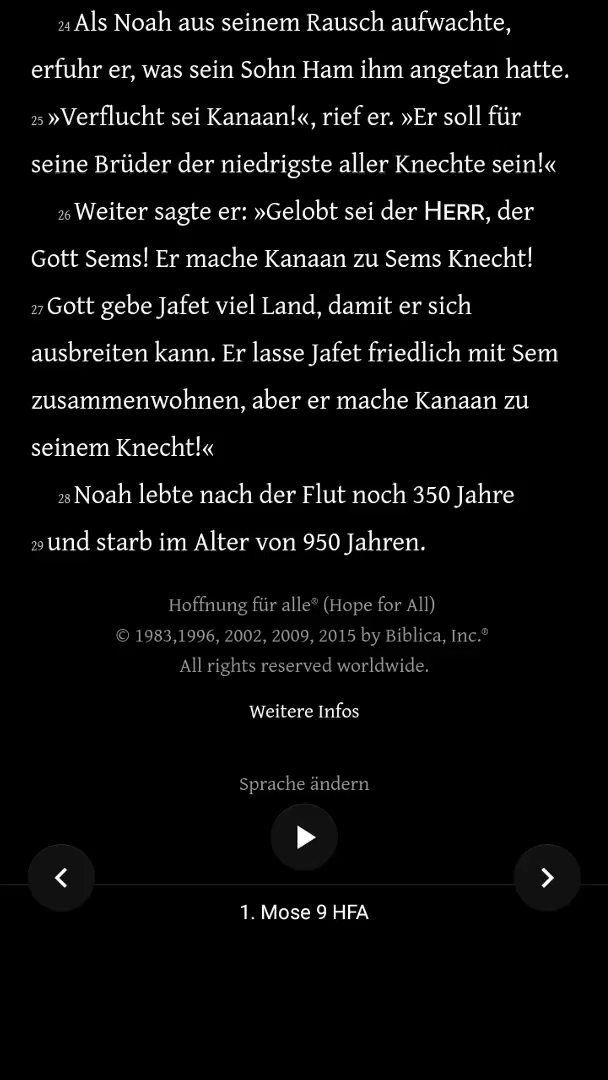 24 Als Noah aus seinem Rausch aufwachte,
erfuhr er, was sein Sohn Ham ihm angetan hatte.
25 »Verflucht sei Kanaan!«, rief er. »Er soll für
seine Brüder der niedrigste aller Knechte sein!«
26 Weiter sagte er: »Gelobt sei der HERR, der
Gott Sems! Er mache Kanaan zu Sems Knecht!
27 Gott gebe Jafet viel Land, damit er sich
ausbreiten kann. Er lasse Jafet friedlich mit Sem
zusammenwohnen, aber er mache Kanaan zu
seinem Knecht!«
28 Noah lebte nach der Flut noch 350 Jahre
29 und starb im Alter von 950 Jahren.
Hoffnung für alle® (Hope for All)
© 1983,1996, 2002, 2009, 2015 by Biblica, Inc.®
All rights reserved worldwide.
Weitere Infos
Sprache ändern
1. Mose 9 HFA